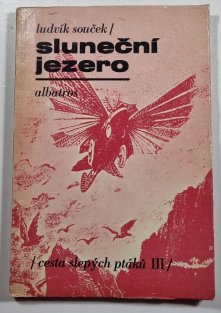 ludvík souček /
sluneční
jezero
albatros
/ cesta slepých ptáků III /